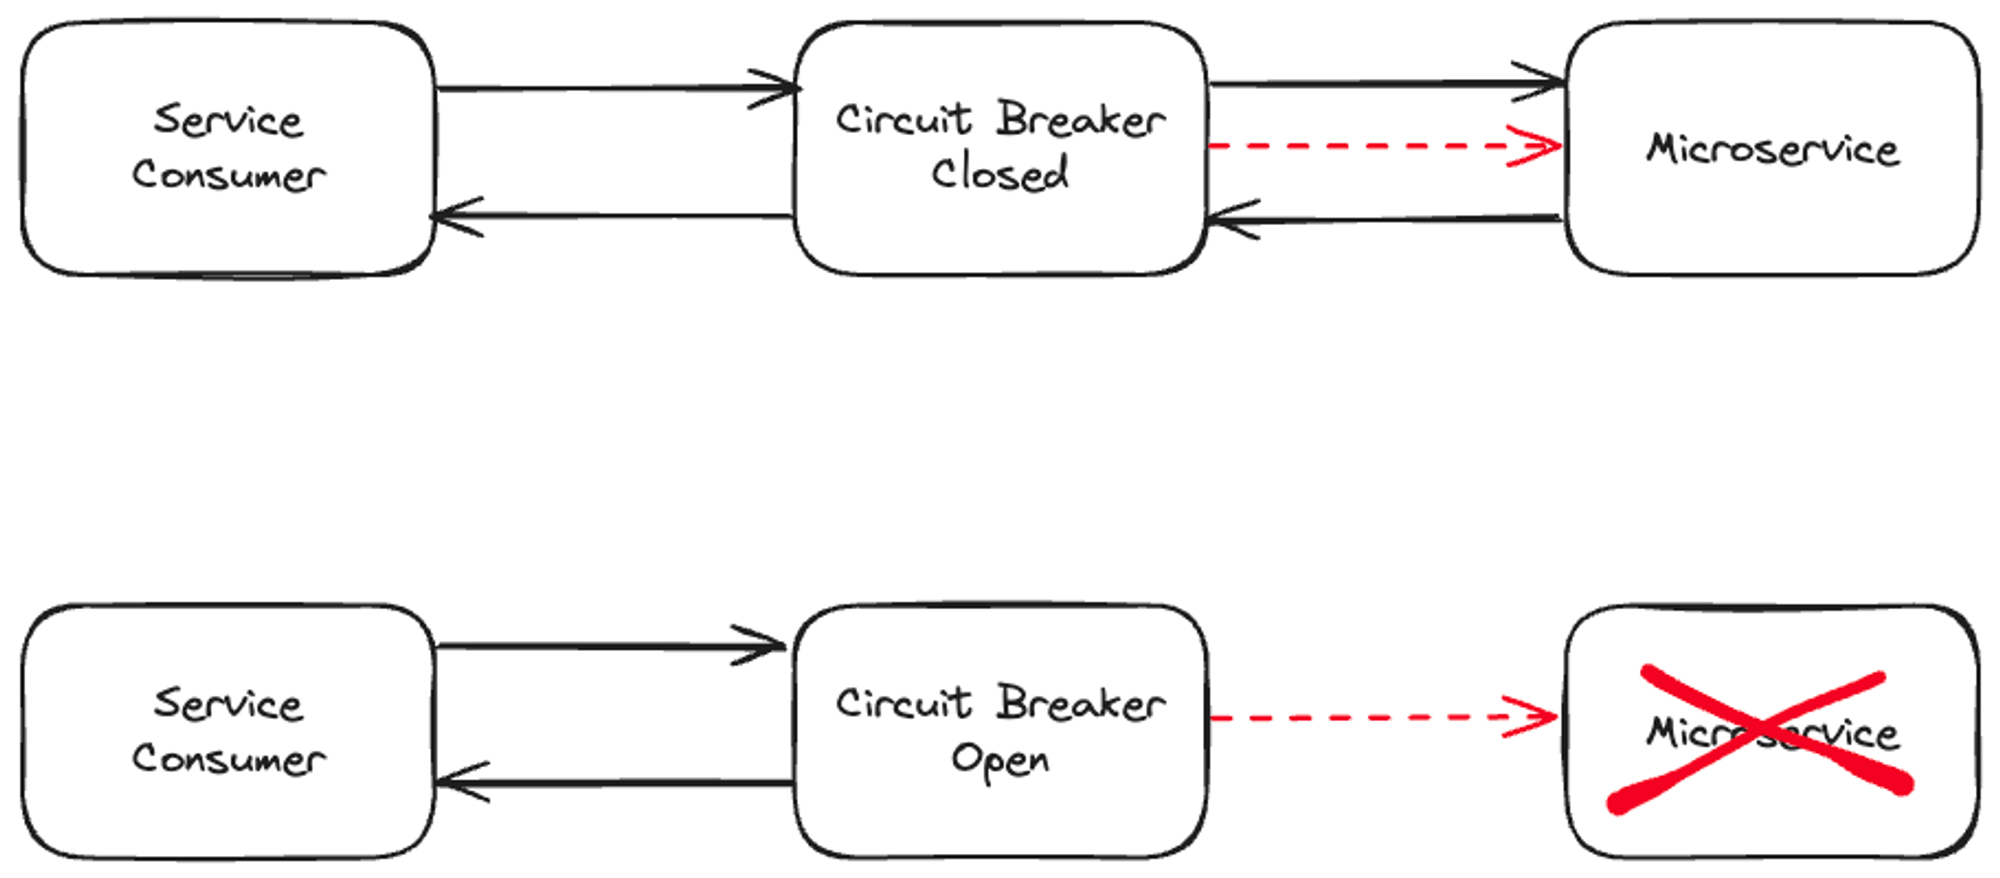 Service
Consumer
Circuit Breaker
Closed
Microservice
Service
Consumer
Circuit Breaker
Open
Microservice